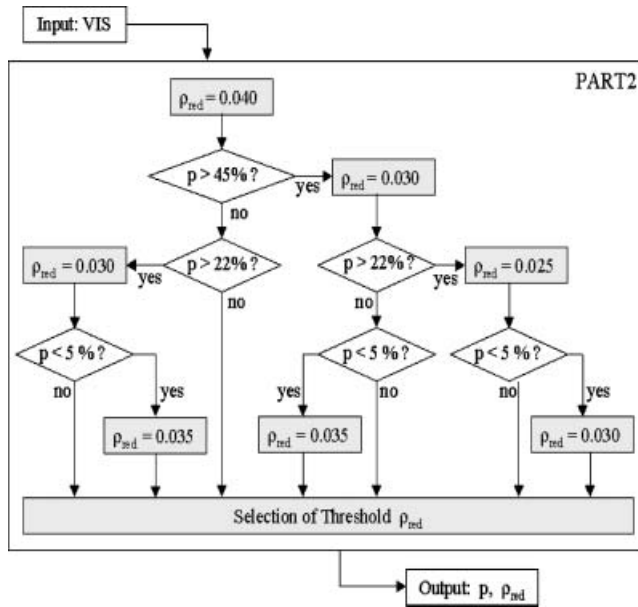 Input: VIS
PART2
ρred = 0.040
p > 45% ?
yes
ρred = 0.030
no
ρred = 0.030
yes
p > 22% ?
p > 22% ?
yes
ρred = 0.025
no
no
p < 5 % ?
p < 5 % ?
p < 5 % ?
no
yes
yes
no
no
yes
ρred = 0.035
ρred = 0.035
ρred = 0.030
Selection of Threshold ρred
Output: p, ρred